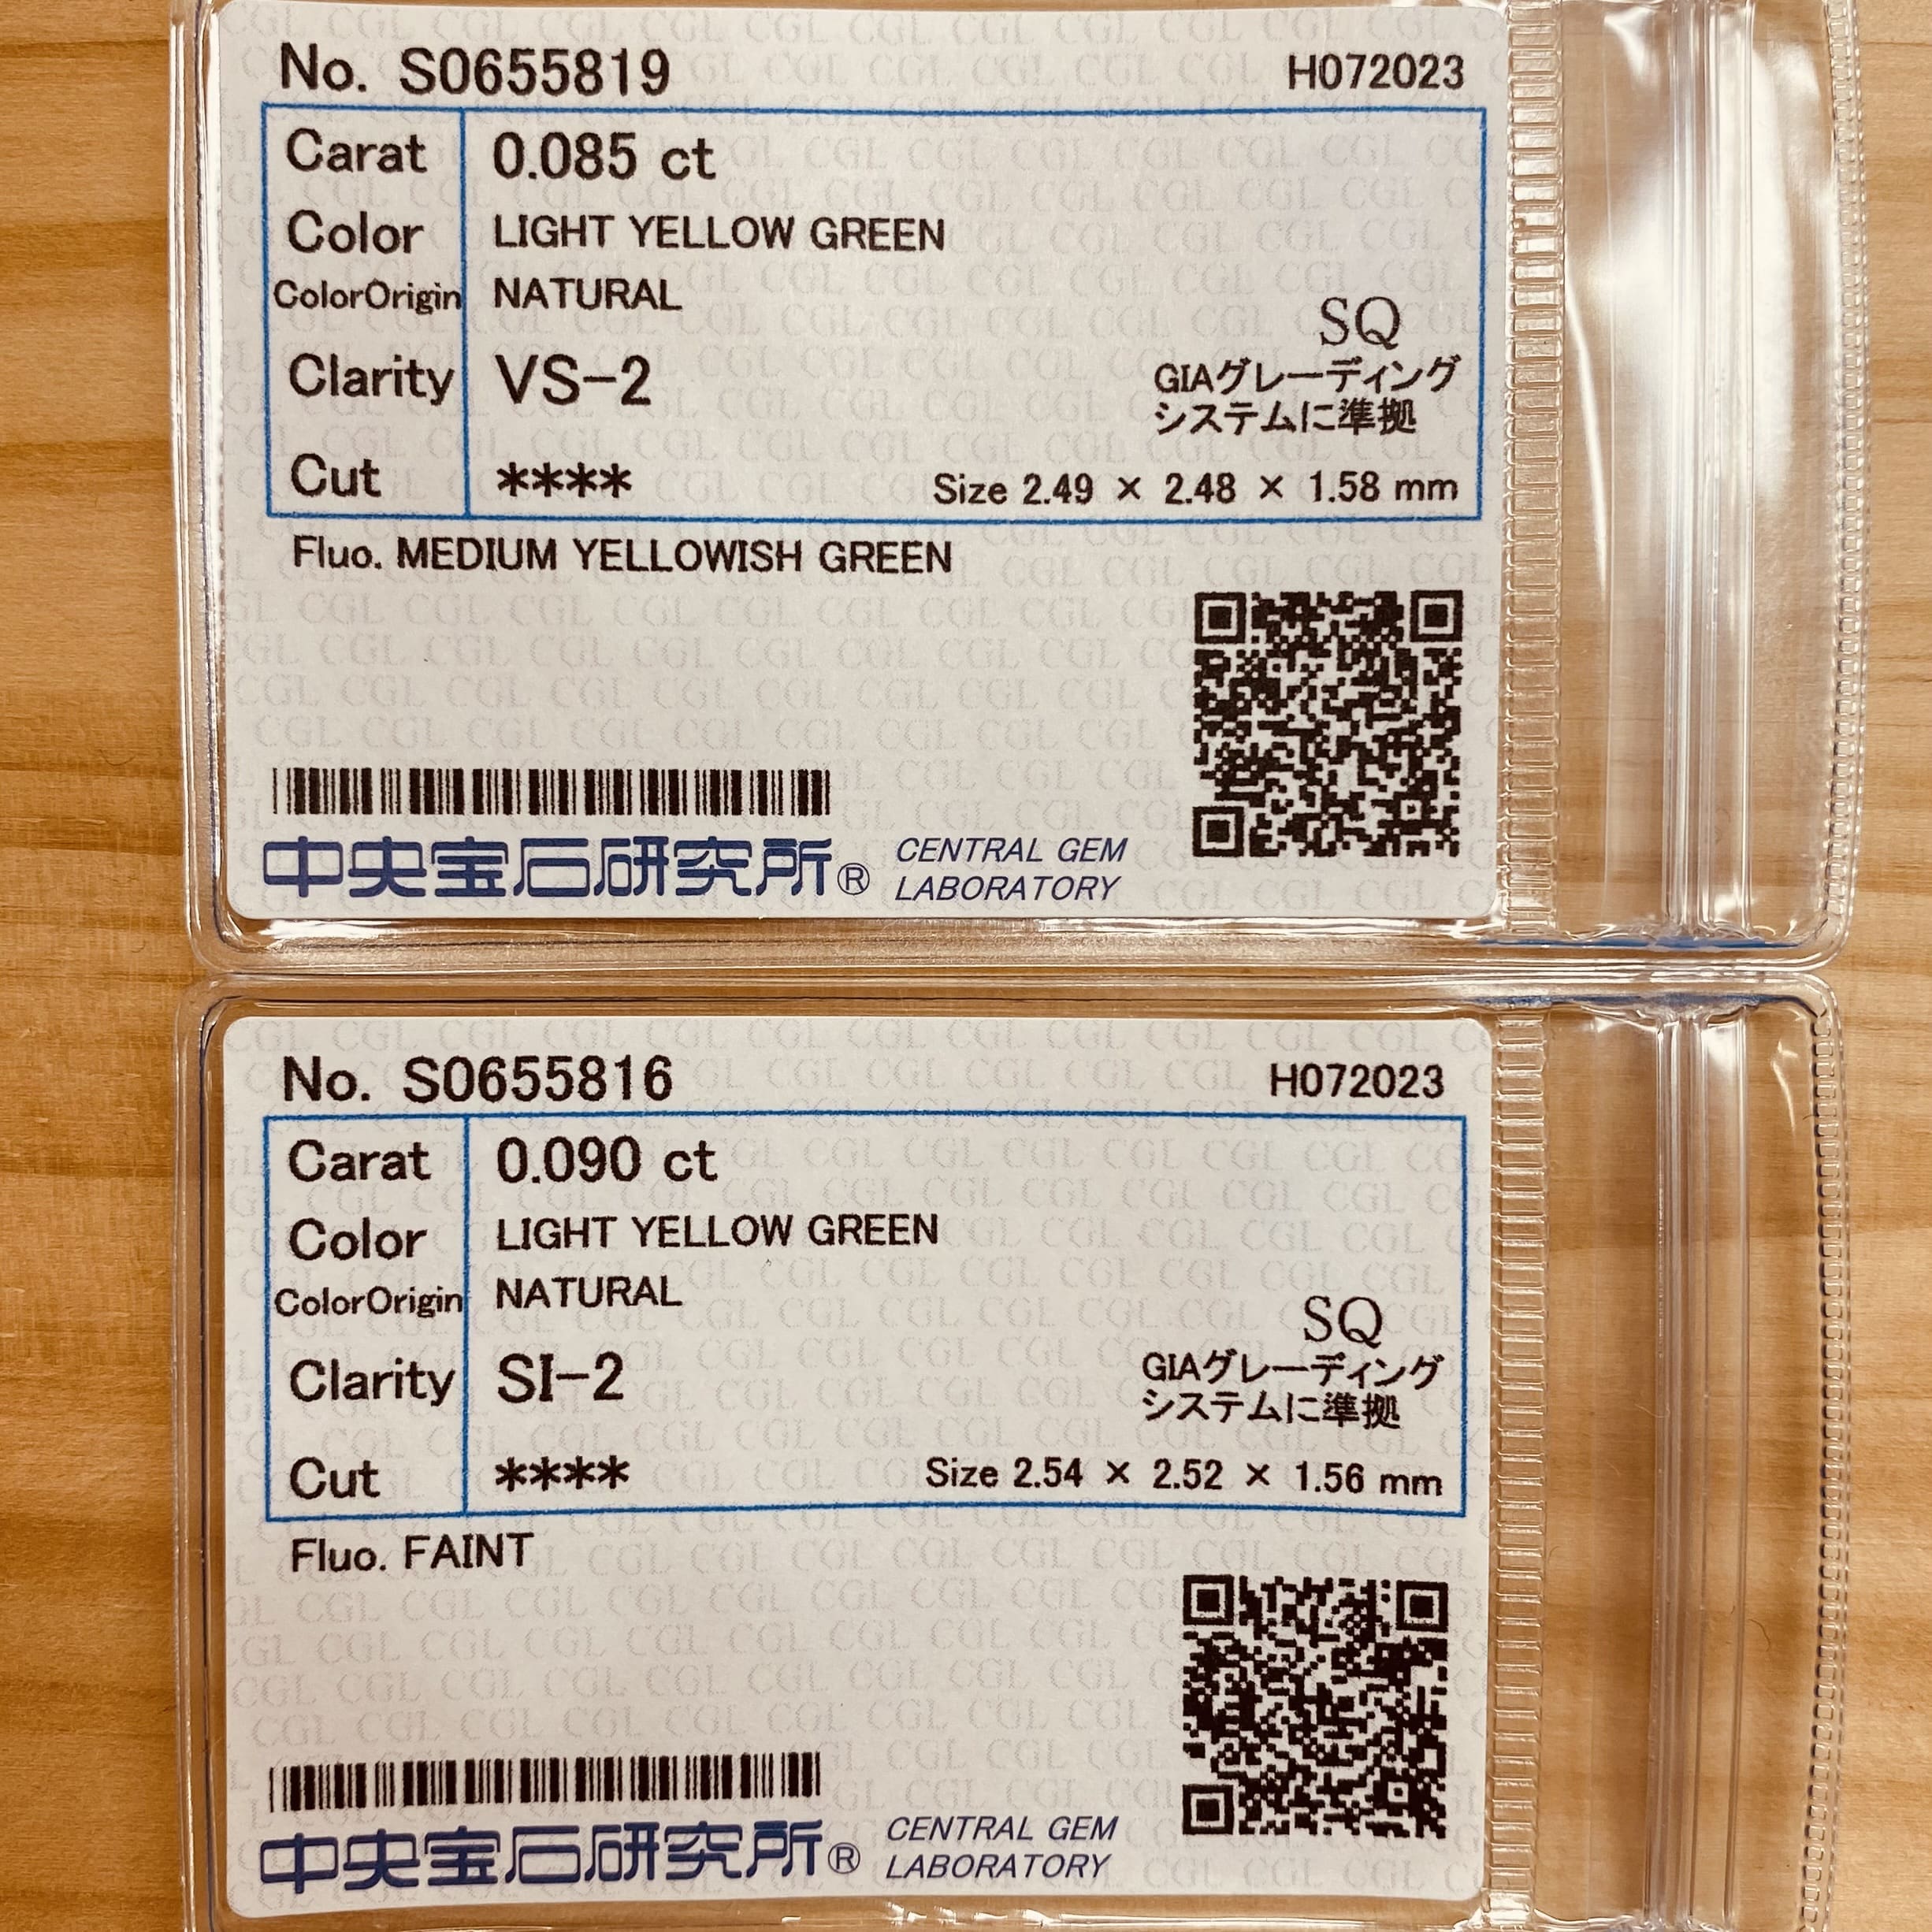 No. S0655819 H072023
Carat 0.085 ct
Color LIGHT YELLOW GREEN
ColorOrigin NATURAL
SQ
Clarity VS-2 GIAグレーディング
システムに準拠
Cut **** Size 2.49 × 2.48 × 1.58 mm
Fluo. MEDIUM YELLOWISH GREEN
中央宝石研究所® CENTRAL GEM
LABORATORY
No. S0655816 H072023
Carat 0.090 ct
Color LIGHT YELLOW GREEN
ColorOrigin NATURAL
SQ
Clarity SI-2 GIAグレーディング
システムに準拠
Cut **** Size 2.54 × 2.52 × 1.56 mm
Fluo. FAINT
中央宝石研究所® CENTRAL GEM
LABORATORY